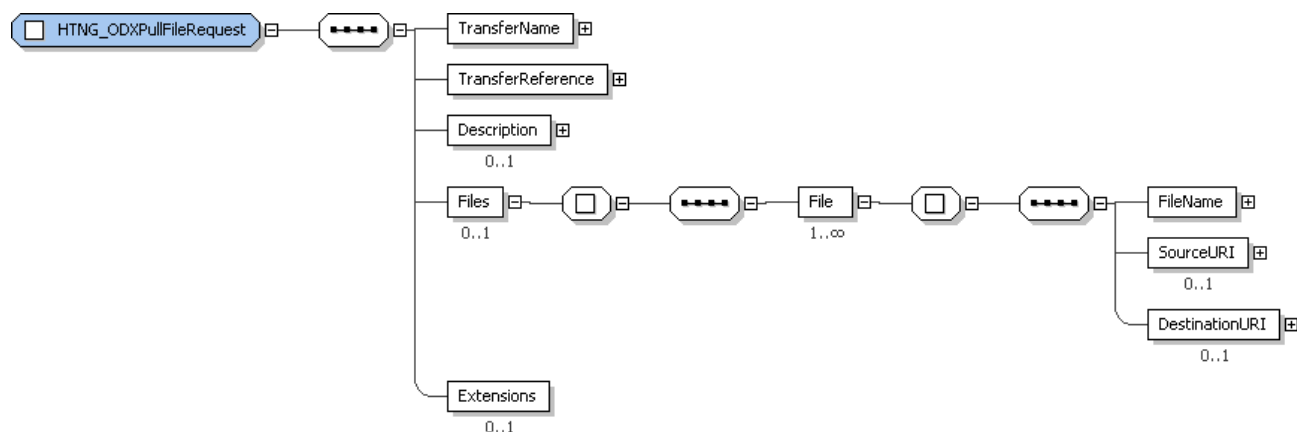 HTNG_ODXPullFileRequest
TransferName
TransferReference
Description
0..1
Files
0..1
File
1..∞
FileName
SourceURI
0..1
DestinationURI
0..1
Extensions
0..1